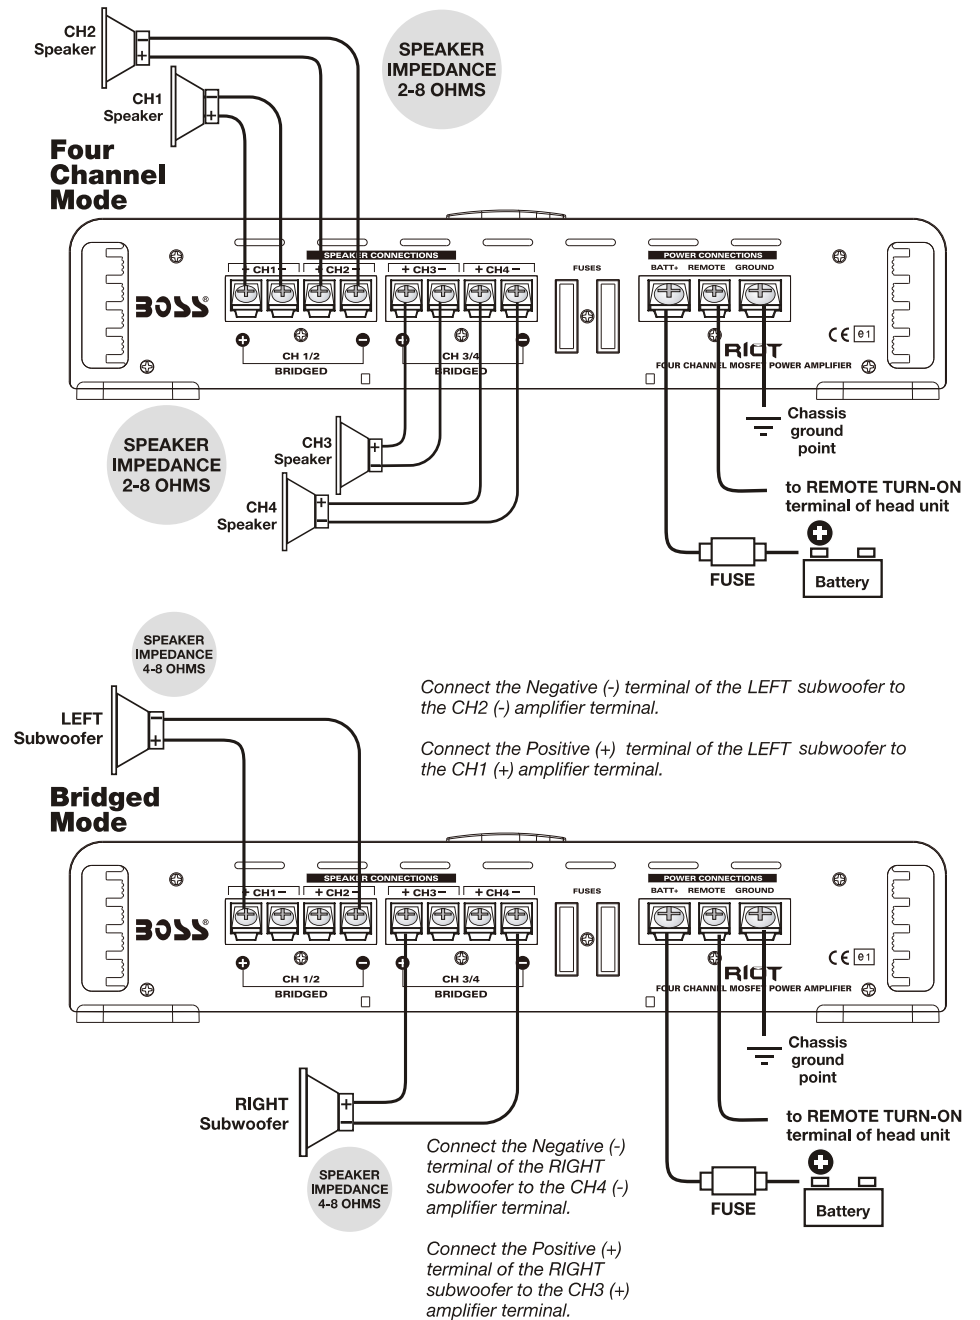 CH2
Speaker
SPEAKER
IMPEDANCE
2-8 OHMS
CH1
Speaker
Four
Channel
Mode
SPEAKER CONNECTIONS
POWER CONNECTIONS
+ CH1 − + CH2 − + CH3 − + CH4 −
FUSES
BATT+ REMOTE GROUND
BOSS®
CE e1
+ − + −
CH 1/2
BRIDGED
CH 3/4
BRIDGED
RIOT
FOUR CHANNEL MOSFET POWER AMPLIFIER
SPEAKER
IMPEDANCE
2-8 OHMS
CH3
Speaker
CH4
Speaker
Chassis
ground
point
to REMOTE TURN-ON
terminal of head unit
FUSE
Battery
SPEAKER
IMPEDANCE
4-8 OHMS
LEFT
Subwoofer
Connect the Negative (-) terminal of the LEFT subwoofer to
the CH2 (-) amplifier terminal.
Connect the Positive (+) terminal of the LEFT subwoofer to
the CH1 (+) amplifier terminal.
Bridged
Mode
SPEAKER CONNECTIONS
POWER CONNECTIONS
+ CH1 − + CH2 − + CH3 − + CH4 −
FUSES
BATT+ REMOTE GROUND
BOSS®
CE e1
+ − + −
CH 1/2
BRIDGED
CH 3/4
BRIDGED
RIOT
FOUR CHANNEL MOSFET POWER AMPLIFIER
Chassis
ground
point
RIGHT
Subwoofer
to REMOTE TURN-ON
terminal of head unit
FUSE
Battery
SPEAKER
IMPEDANCE
4-8 OHMS
Connect the Negative (-)
terminal of the RIGHT
subwoofer to the CH4 (-)
amplifier terminal.
Connect the Positive (+)
terminal of the RIGHT
subwoofer to the CH3 (+)
amplifier terminal.